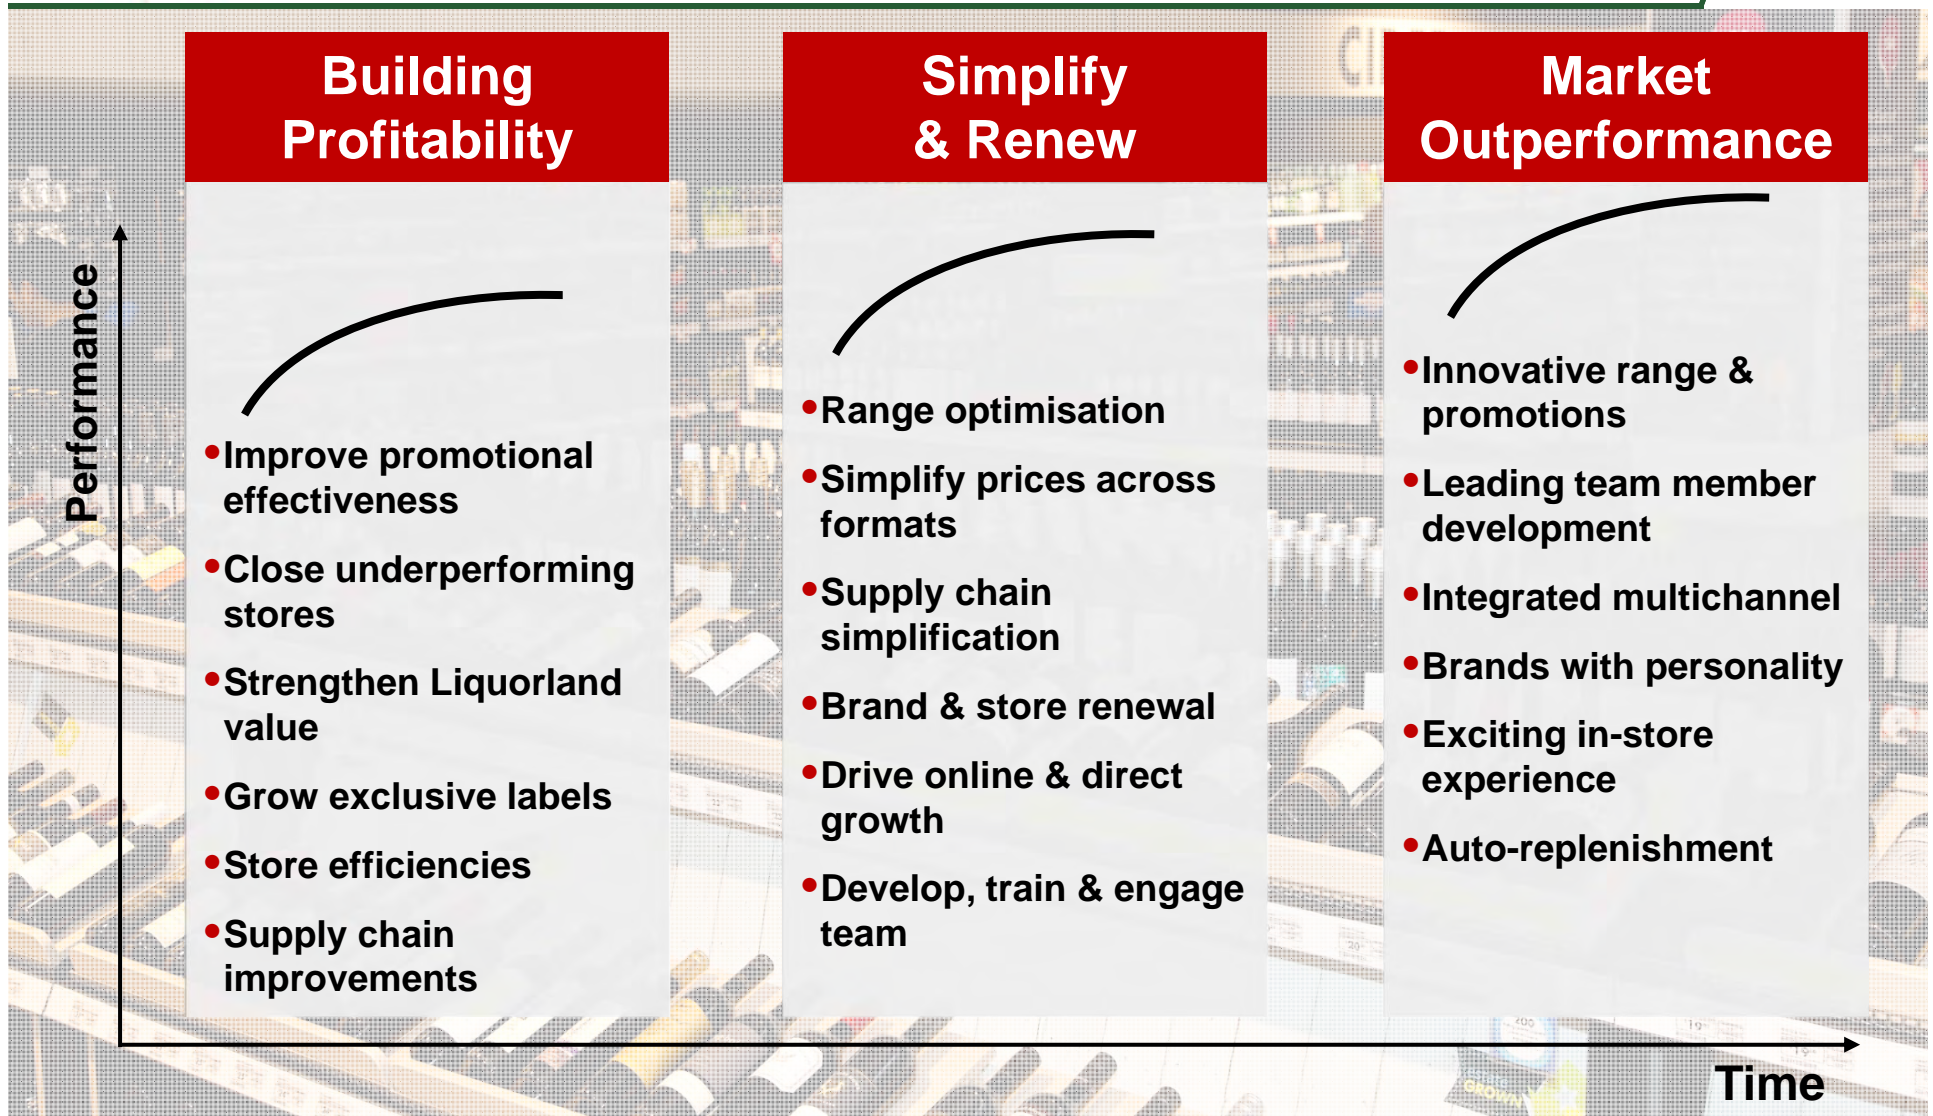 Building
Profitability
Simplify
& Renew
Market
Outperformance
Performance
•Improve promotional
effectiveness
•Close underperforming
stores
•Strengthen Liquorland
value
•Grow exclusive labels
•Store efficiencies
•Supply chain
improvements
•Range optimisation
•Simplify prices across
formats
•Supply chain
simplification
•Brand & store renewal
•Drive online & direct
growth
•Develop, train & engage
team
•Innovative range &
promotions
•Leading team member
development
•Integrated multichannel
•Brands with personality
•Exciting in-store
experience
•Auto-replenishment
Time
GROWN